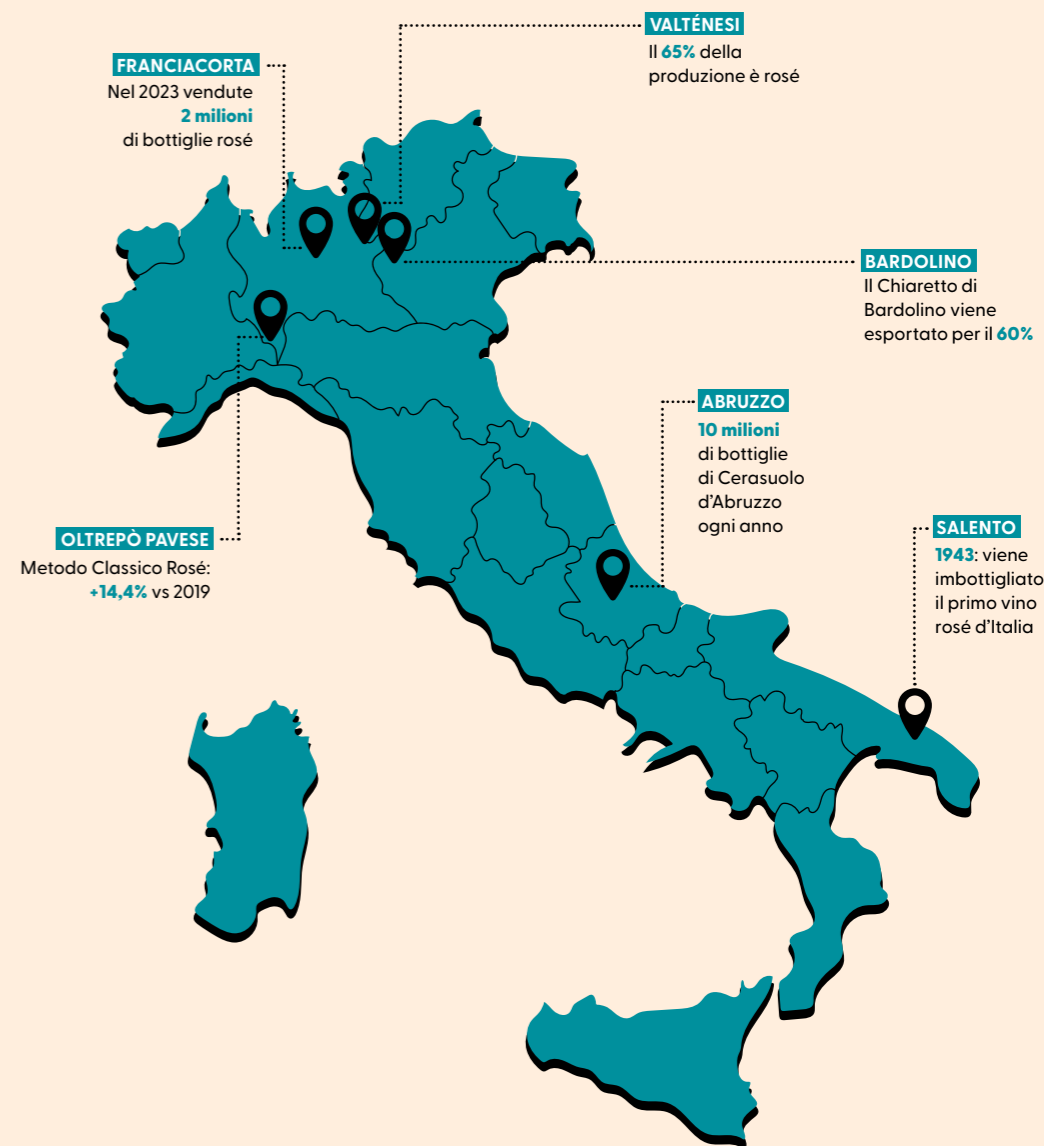 VALTÉNESI
Il 65% della
produzione è rosé
FRANCIACORTA
Nel 2023 vendute
2 milioni
di bottiglie rosé
BARDOLINO
Il Chiaretto di
Bardolino viene
esportato per il 60%
ABRUZZO
10 milioni
di bottiglie
di Cerasuolo
d’Abruzzo
ogni anno
OLTREPÒ PAVESE
Metodo Classico Rosé:
+14,4% vs 2019
SALENTO
1943: viene
imbottigliato
il primo vino
rosé d’Italia